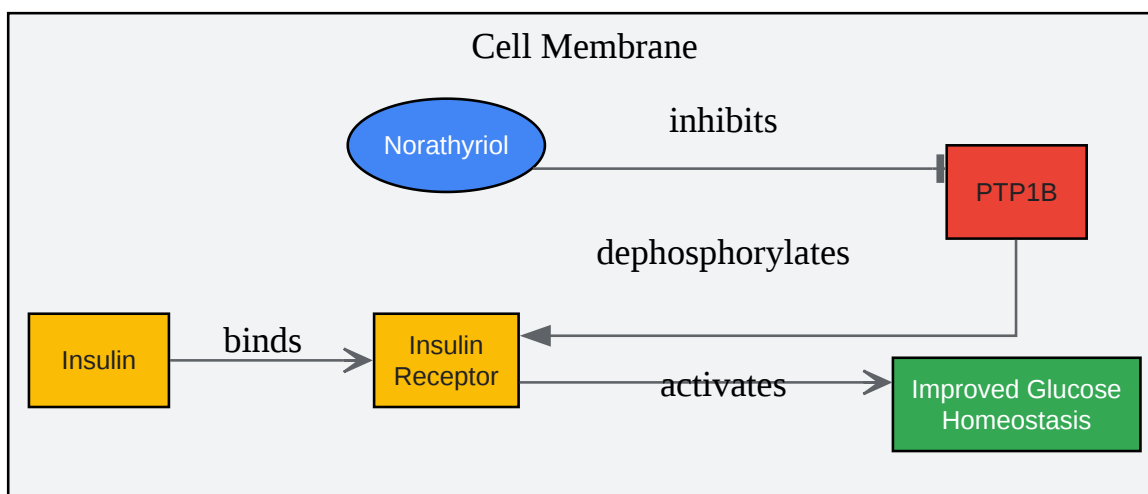 Cell Membrane
inhibits
Norathyriol
PTP1B
dephosphorylates
binds
Insulin
Insulin
Receptor
activates
Improved Glucose
Homeostasis